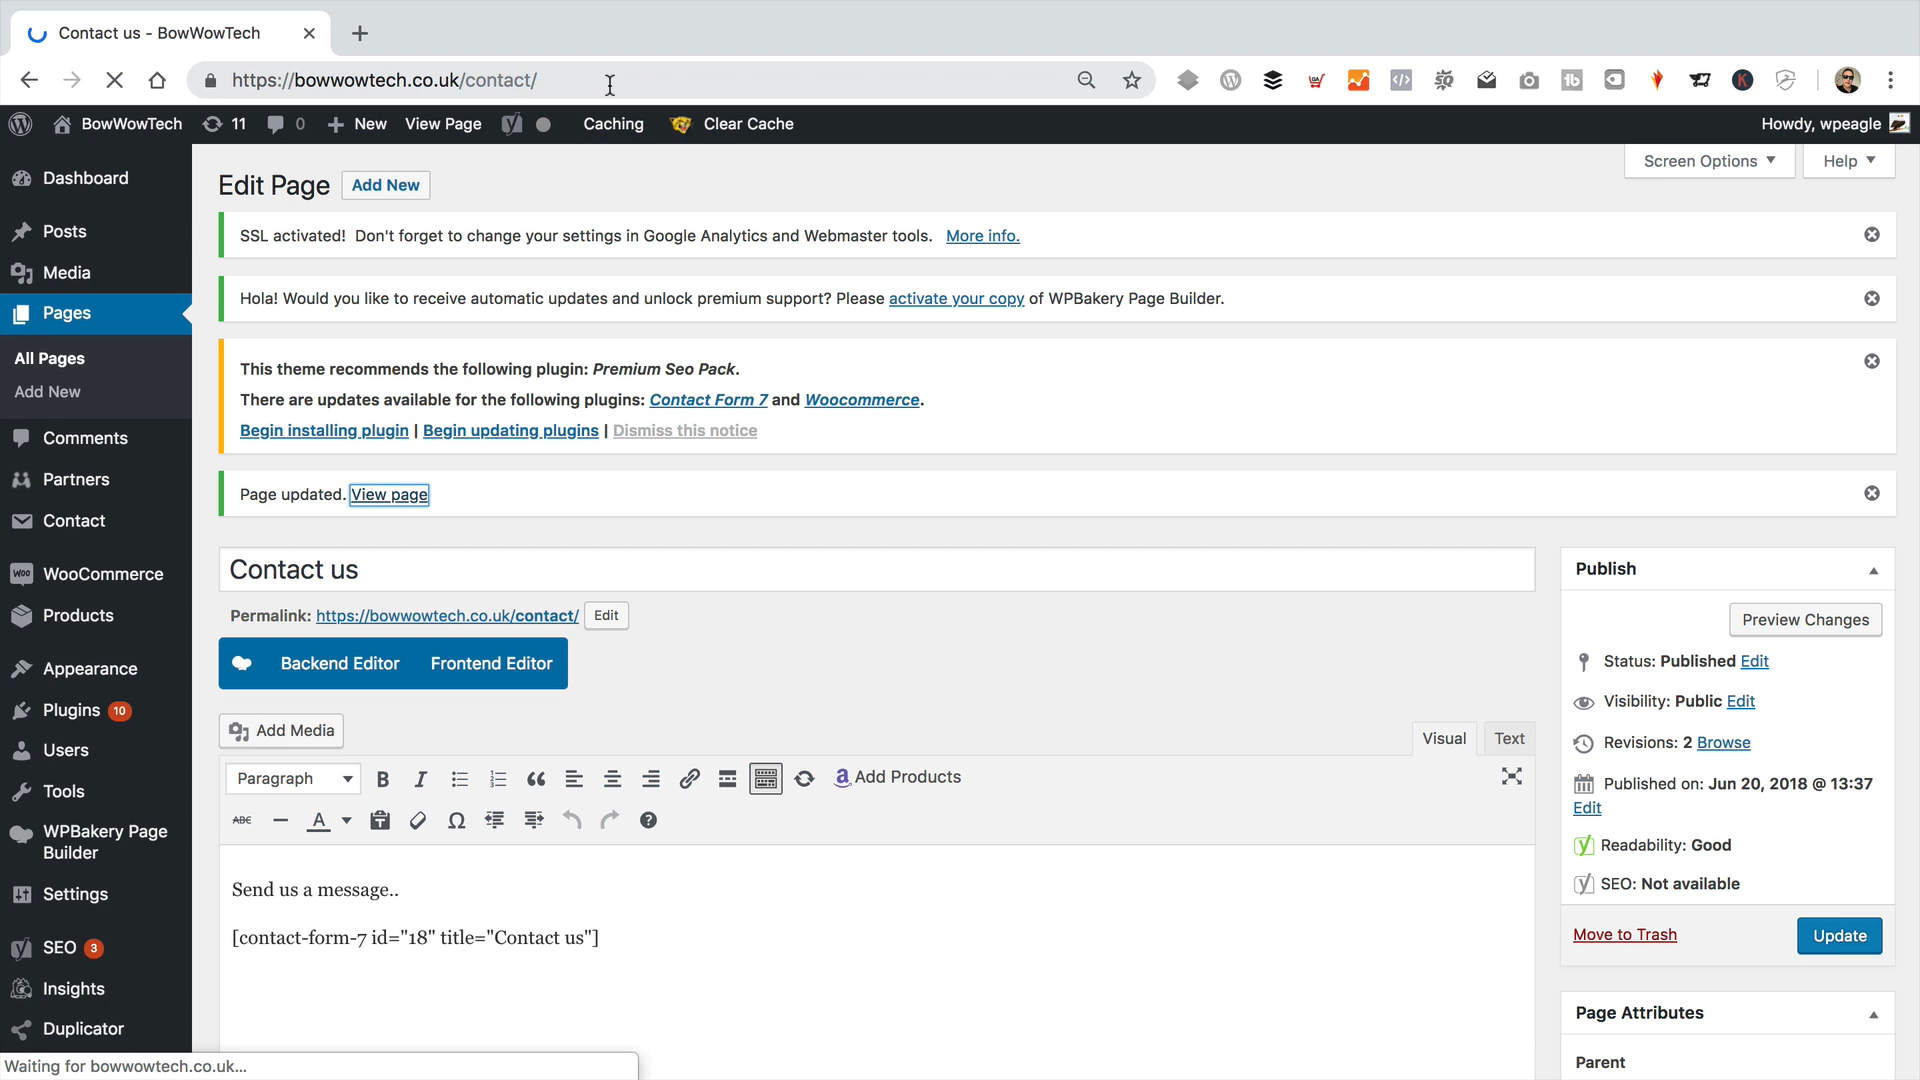 Contact us - BowWowTech
https://bowwowtech.co.uk/contact/
BowWowTech 11 0 New View Page Caching Clear Cache Howdy, wpeagle
Screen Options Help
Dashboard
Posts
Media
Pages
All Pages
Add New
Comments
Partners
Contact
WooCommerce
Products
Appearance
Plugins 10
Users
Tools
WPBakery Page
Builder
Settings
SEO 3
Insights
Duplicator
Edit Page Add New
SSL activated! Don't forget to change your settings in Google Analytics and Webmaster tools. More info.
Hola! Would you like to receive automatic updates and unlock premium support? Please activate your copy of WPBakery Page Builder.
This theme recommends the following plugin: Premium Seo Pack.
There are updates available for the following plugins: Contact Form 7 and Woocommerce.
Begin installing plugin | Begin updating plugins | Dismiss this notice
Page updated. View page
Contact us
Permalink: https://bowwowtech.co.uk/contact/ Edit
Backend Editor Frontend Editor
Add Media
Visual Text
Paragraph B I Add Products
ABC A
Send us a message..
[contact-form-7 id="18" title="Contact us"]
Publish
Preview Changes
Status: Published Edit
Visibility: Public Edit
Revisions: 2 Browse
Published on: Jun 20, 2018 @ 13:37
Edit
Readability: Good
SEO: Not available
Move to Trash Update
Page Attributes
Parent
Waiting for bowwowtech.co.uk...